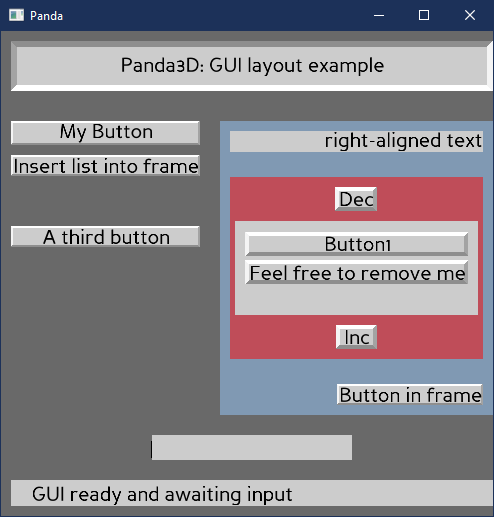 Panda
Panda3D: GUI layout example
My Button
Insert list into frame
A third button
right-aligned text
Dec
Button1
Feel free to remove me
Inc
Button in frame
GUI ready and awaiting input